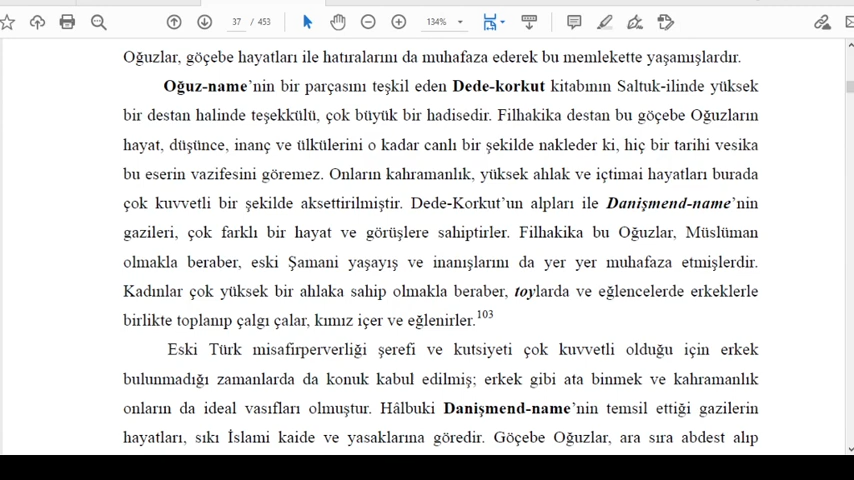 37 / 453
134%
Oğuzlar, göçebe hayatları ile hatıralarını da muhafaza ederek bu memlekette yaşamışlardır.
Oğuz-name'nin bir parçasını teşkil eden Dede-korkut kitabının Saltuk-ilinde yüksek
bir destan halinde teşekkülü, çok büyük bir hadisedir. Filhakika destan bu göçebe Oğuzların
hayat, düşünce, inanç ve ülkülerini o kadar canlı bir şekilde nakleder ki, hiç bir tarihi vesika
bu eserin vazifesini göremez. Onların kahramanlık, yüksek ahlak ve içtimai hayatları burada
çok kuvvetli bir şekilde aksettirilmiştir. Dede-Korkut'un alpları ile Danişmend-name'nin
gazileri, çok farklı bir hayat ve görüşlere sahiptirler. Filhakika bu Oğuzlar, Müslüman
olmakla beraber, eski Şamani yaşayış ve inanışlarını da yer yer muhafaza etmişlerdir.
Kadınlar çok yüksek bir ahlaka sahip olmakla beraber, toylarda ve eğlencelerde erkeklerle
birlikte toplanıp çalgı çalar, kımız içer ve eğlenirler.103
Eski Türk misafirperverliği şerefi ve kutsiyeti çok kuvvetli olduğu için erkek
bulunmadığı zamanlarda da konuk kabul edilmiş; erkek gibi ata binmek ve kahramanlık
onların da ideal vasıfları olmuştur. Hâlbuki Danişmend-name'nin temsil ettiği gazilerin
hayatları, sıkı İslami kaide ve yasaklarına göredir. Göçebe Oğuzlar, ara sıra abdest alıp